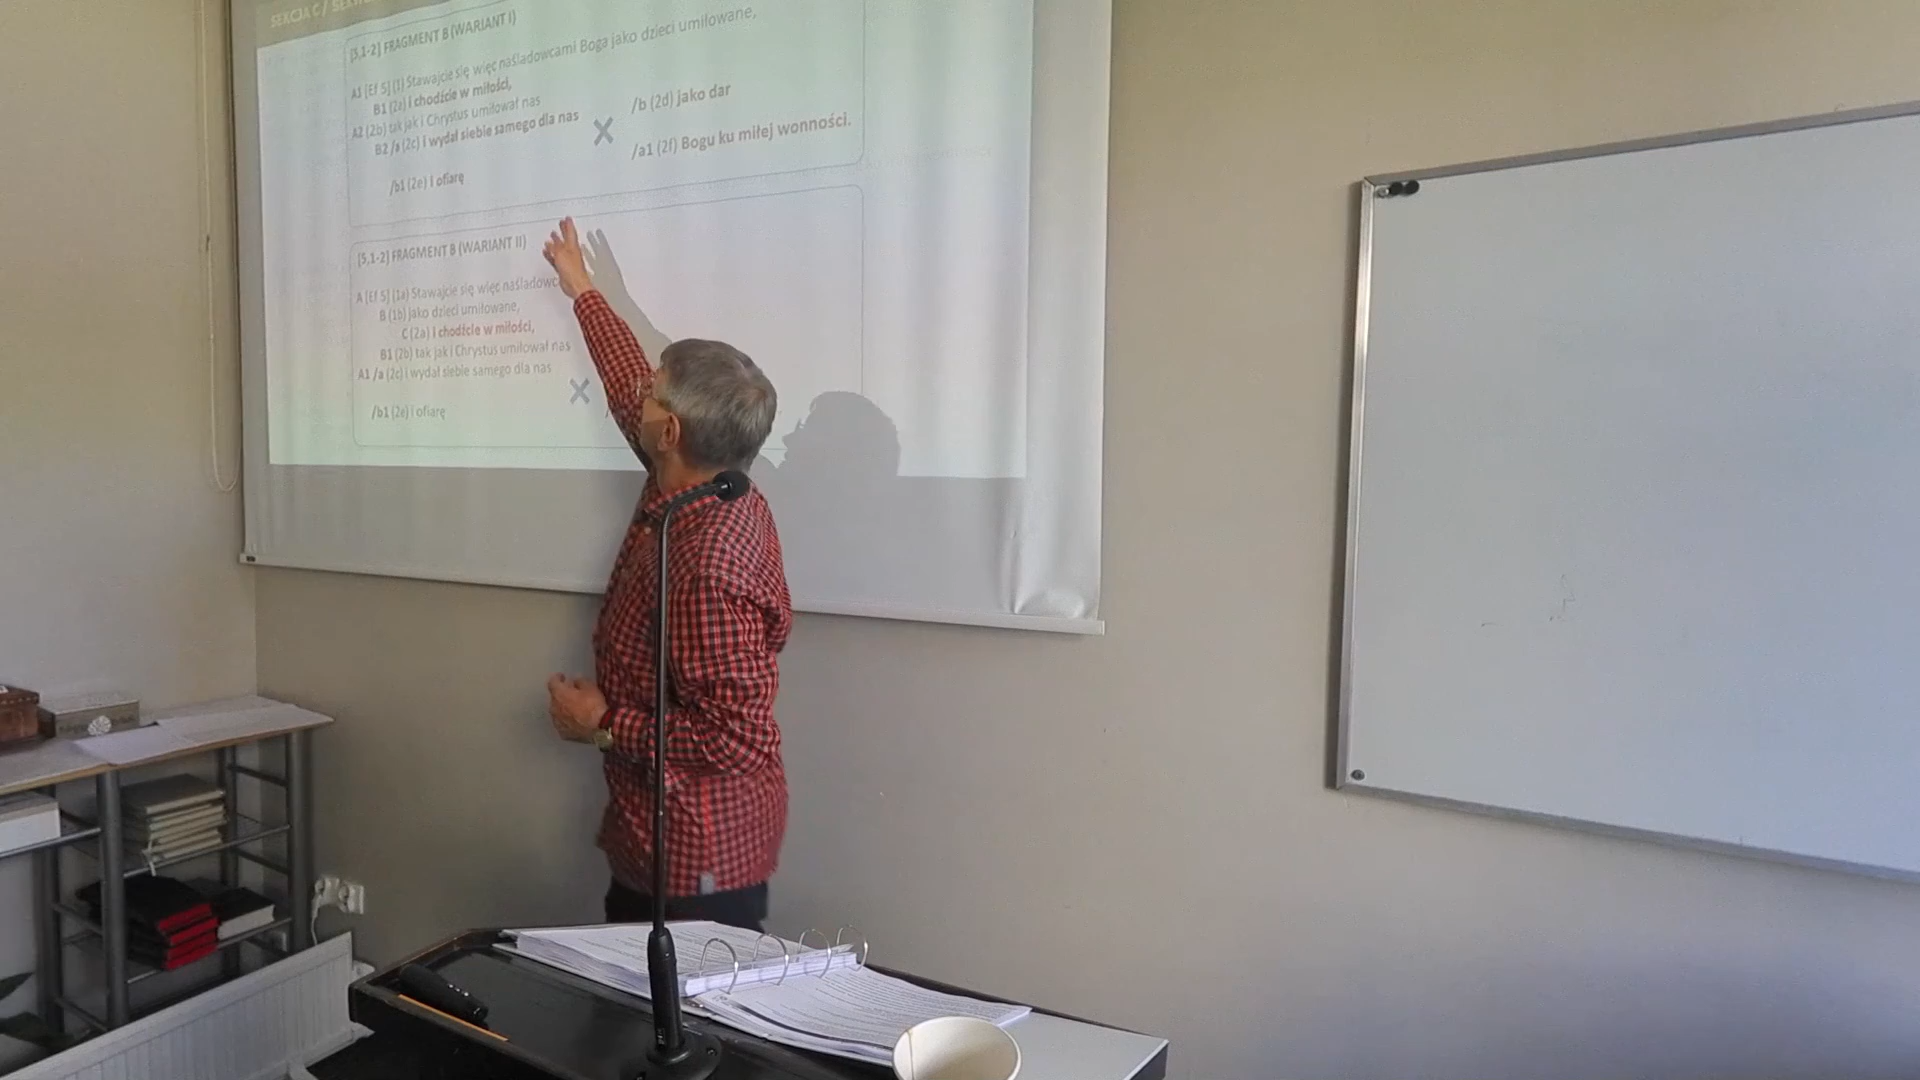 SEKCJA C /
[5,1-2] FRAGMENT B (WARIANT I)
A1 [Ef 5] (1) Stawajcie się więc naśladowcami Boga jako dzieci umiłowane,
B1 (2a) i chodźcie w miłości,
A2 (2b) tak jak i Chrystus umiłował nas
B2 /a (2c) i wydał siebie samego dla nas
/b (2d) jako dar
/b1 (2e) i ofiarę
/a1 (2f) Bogu ku miłej wonności.
[5,1-2] FRAGMENT B (WARIANT II)
A [Ef 5] (1a) Stawajcie się więc naśladowc
B (1b) jako dzieci umiłowane,
C (2a) i chodźcie w miłości,
B1 (2b) tak jak i Chrystus umiłował nas
A1 /a (2c) i wydał siebie samego dla nas
/b1 (2e) i ofiarę